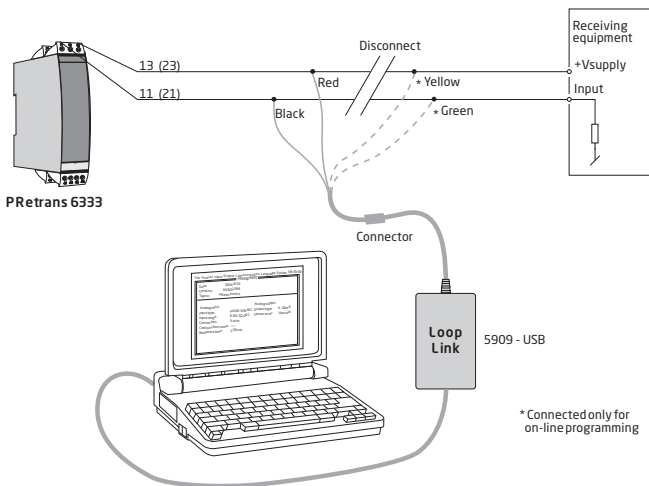 Receiving
equipment
Disconnect
13 (23)
+Vsupply
Red
* Yellow
11 (21)
Input
Black
* Green
PRetrans 6333
Connector
Loop
Link
5909 - USB
* Connected only for
on-line programming